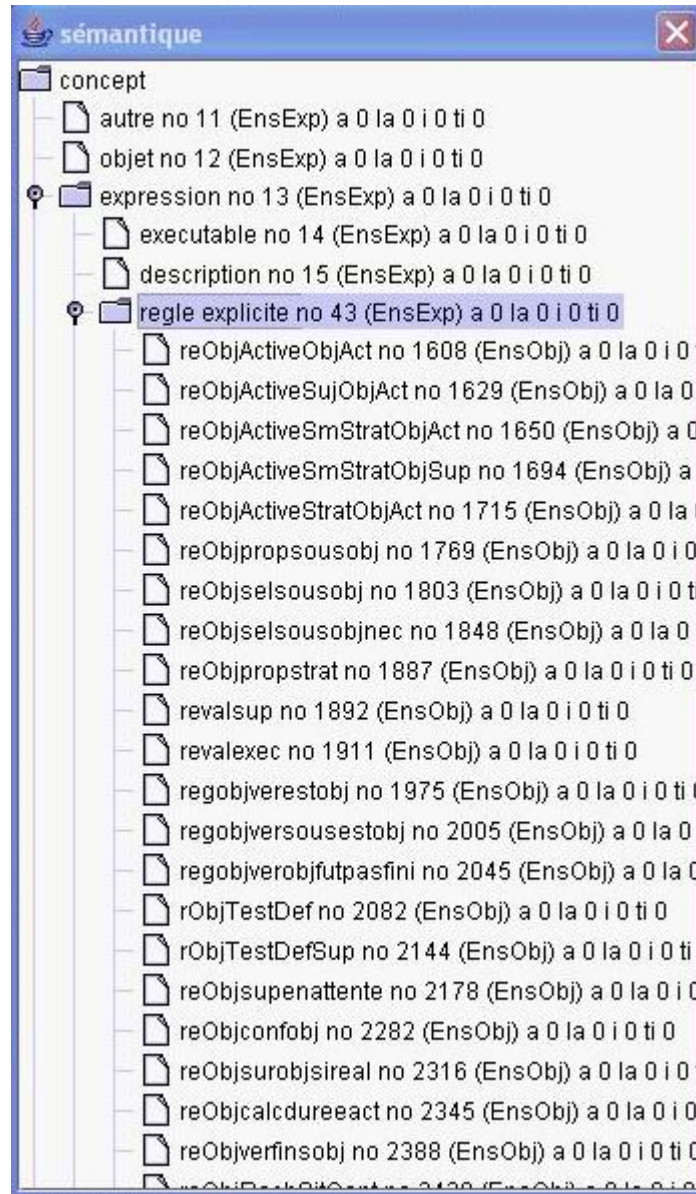 sémantique
concept
autre no 11 (EnsExp) a 0 la 0 i 0 ti 0
objet no 12 (EnsExp) a 0 la 0 i 0 ti 0
expression no 13 (EnsExp) a 0 la 0 i 0 ti 0
executable no 14 (EnsExp) a 0 la 0 i 0 ti 0
description no 15 (EnsExp) a 0 la 0 i 0 ti 0
regle explicite no 43 (EnsExp) a 0 la 0 i 0 ti 0
reObjActiveObjAct no 1608 (EnsObj) a 0 la 0 i 0
reObjActiveSujObjAct no 1629 (EnsObj) a 0 la 0
reObjActiveSmStratObjAct no 1650 (EnsObj) a 0
reObjActiveSmStratObjSup no 1694 (EnsObj) a
reObjActiveStratObjAct no 1715 (EnsObj) a 0 la
reObjpropsousobj no 1769 (EnsObj) a 0 la 0 i 0
reObjselsousobj no 1803 (EnsObj) a 0 la 0 i 0 ti
reObjselsousobjnec no 1848 (EnsObj) a 0 la 0
reObjpropstrat no 1887 (EnsObj) a 0 la 0 i 0 ti 0
revalsup no 1892 (EnsObj) a 0 la 0 i 0 ti 0
revalexec no 1911 (EnsObj) a 0 la 0 i 0 ti 0
regobjverestobj no 1975 (EnsObj) a 0 la 0 i 0 ti 0
regobjversousestobj no 2005 (EnsObj) a 0 la 0
regobjverobjfutpasfini no 2045 (EnsObj) a 0 la 0
rObjTestDef no 2082 (EnsObj) a 0 la 0 i 0 ti 0
rObjTestDefSup no 2144 (EnsObj) a 0 la 0 i 0 ti
reObjsupenattente no 2178 (EnsObj) a 0 la 0 i 0
reObjconfobj no 2282 (EnsObj) a 0 la 0 i 0 ti 0
reObjsurobjsireal no 2316 (EnsObj) a 0 la 0 i 0
reObjcalcdureeact no 2345 (EnsObj) a 0 la 0 i 0
reObjverfinsobj no 2388 (EnsObj) a 0 la 0 i 0 ti 0